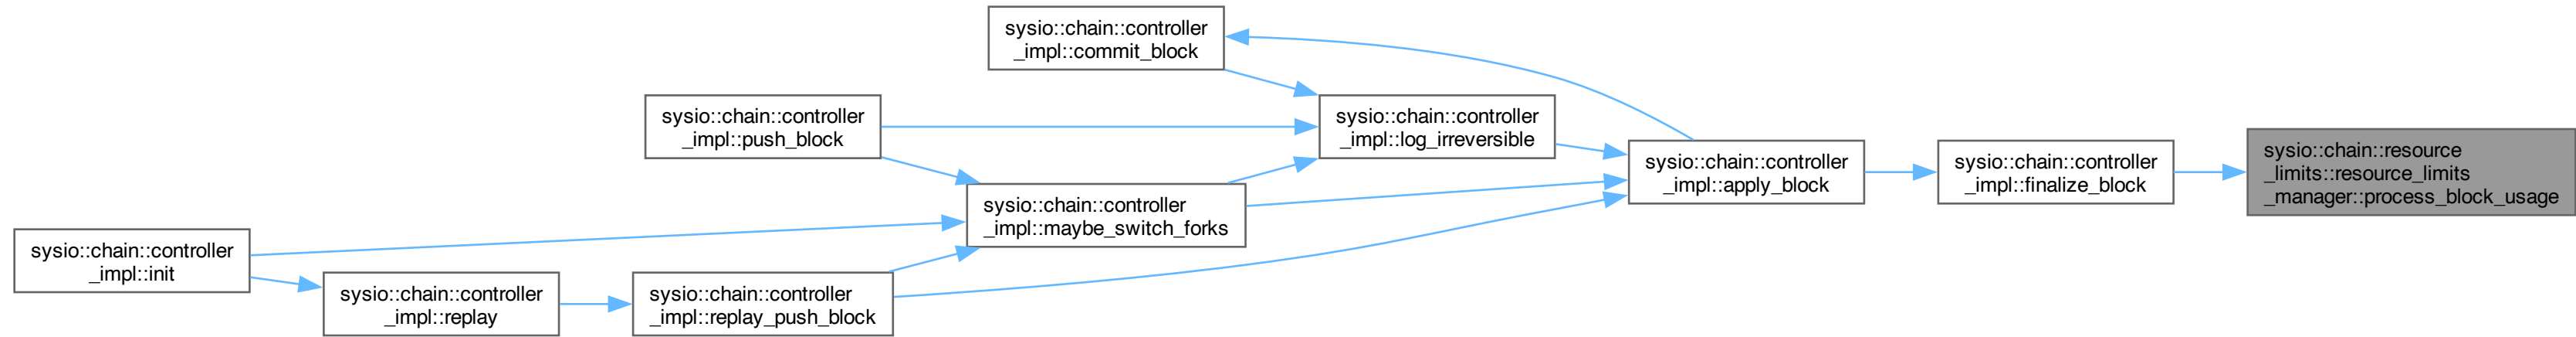 sysio::chain::controller
_impl::commit_block
sysio::chain::controller
_impl::push_block
sysio::chain::controller
_impl::log_irreversible
sysio::chain::controller
_impl::apply_block
sysio::chain::controller
_impl::finalize_block
sysio::chain::resource
_limits::resource_limits
_manager::process_block_usage
sysio::chain::controller
_impl::maybe_switch_forks
sysio::chain::controller
_impl::init
sysio::chain::controller
_impl::replay
sysio::chain::controller
_impl::replay_push_block